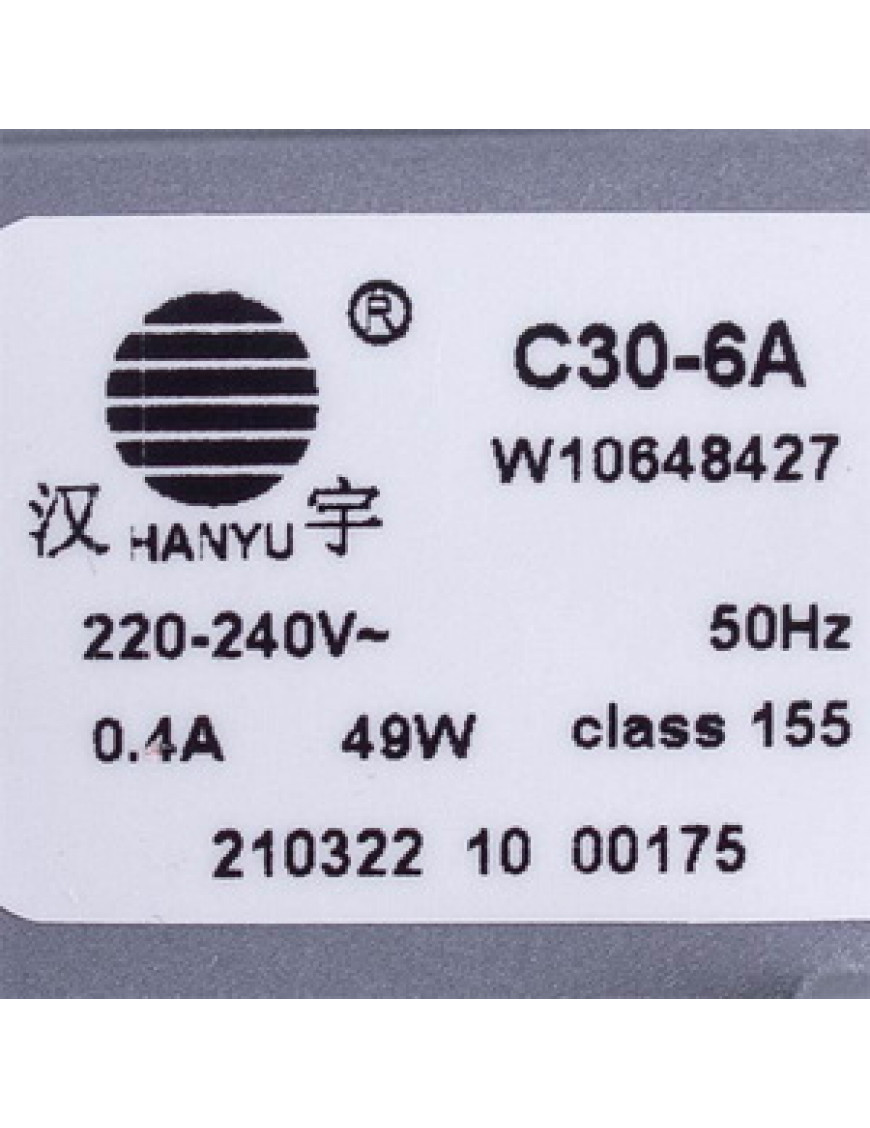 ®
C30-6A
W10648427
汉 HANYU 宇
220-240V~ 50Hz
0.4A 49W class 155
210322 10 00175